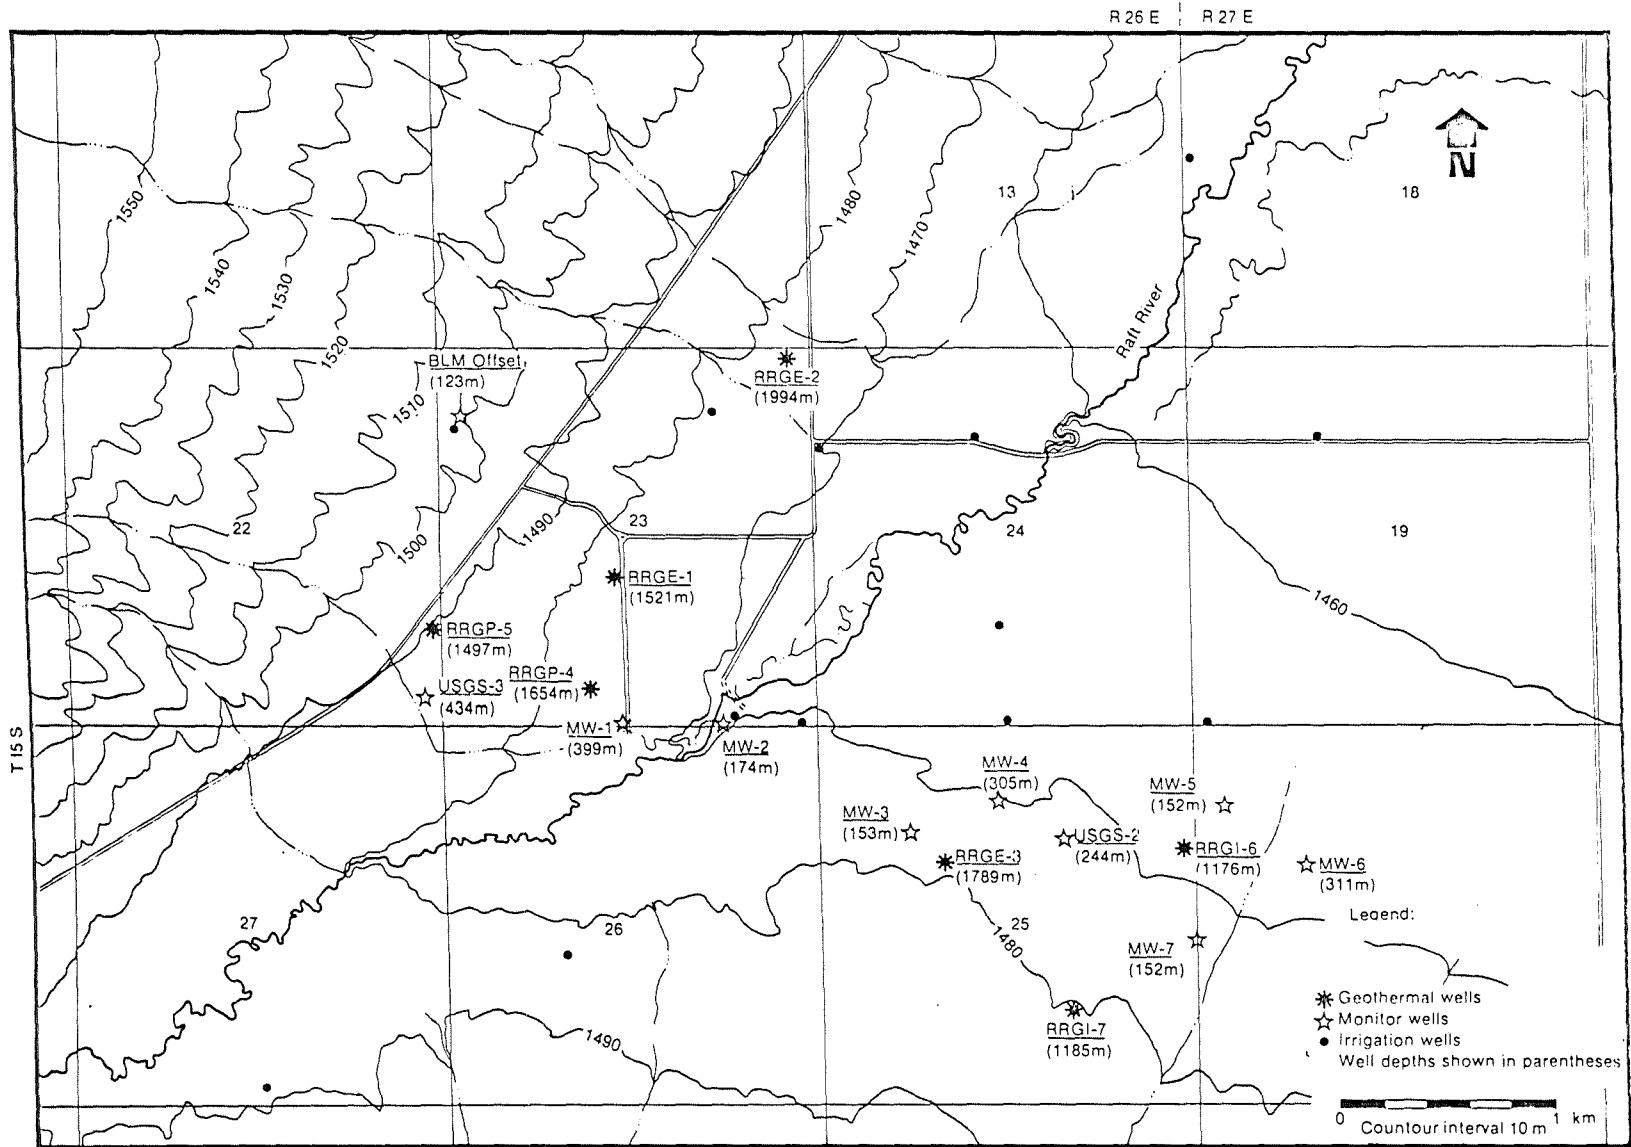 R 26 E R 27 E
N
13
18
1550
1480
1470
1540
1530
Raft River
1520
BLM Offset
(123m)
RRGE-2
(1994m)
1510
22
23
1490
24
19
1500
RRGE-1
(1521m)
1460
RRGP-5
(1497m)
RRGP-4
(1654m)
USGS-3
(434m)
T 15 S
MW-1
(399m)
MW-2
(174m)
MW-4
(305m)
MW-5
(152m)
MW-3
(153m)
USGS-2
(244m)
RRGI-6
(1176m)
RRGE-3
(1789m)
MW-6
(311m)
Legend:
27
26
25
1480
MW-7
(152m)
Geothermal wells
Monitor wells
Irrigation wells
Well depths shown in parentheses
RRGI-7
(1185m)
1490
0 1 km
Countour interval 10 m